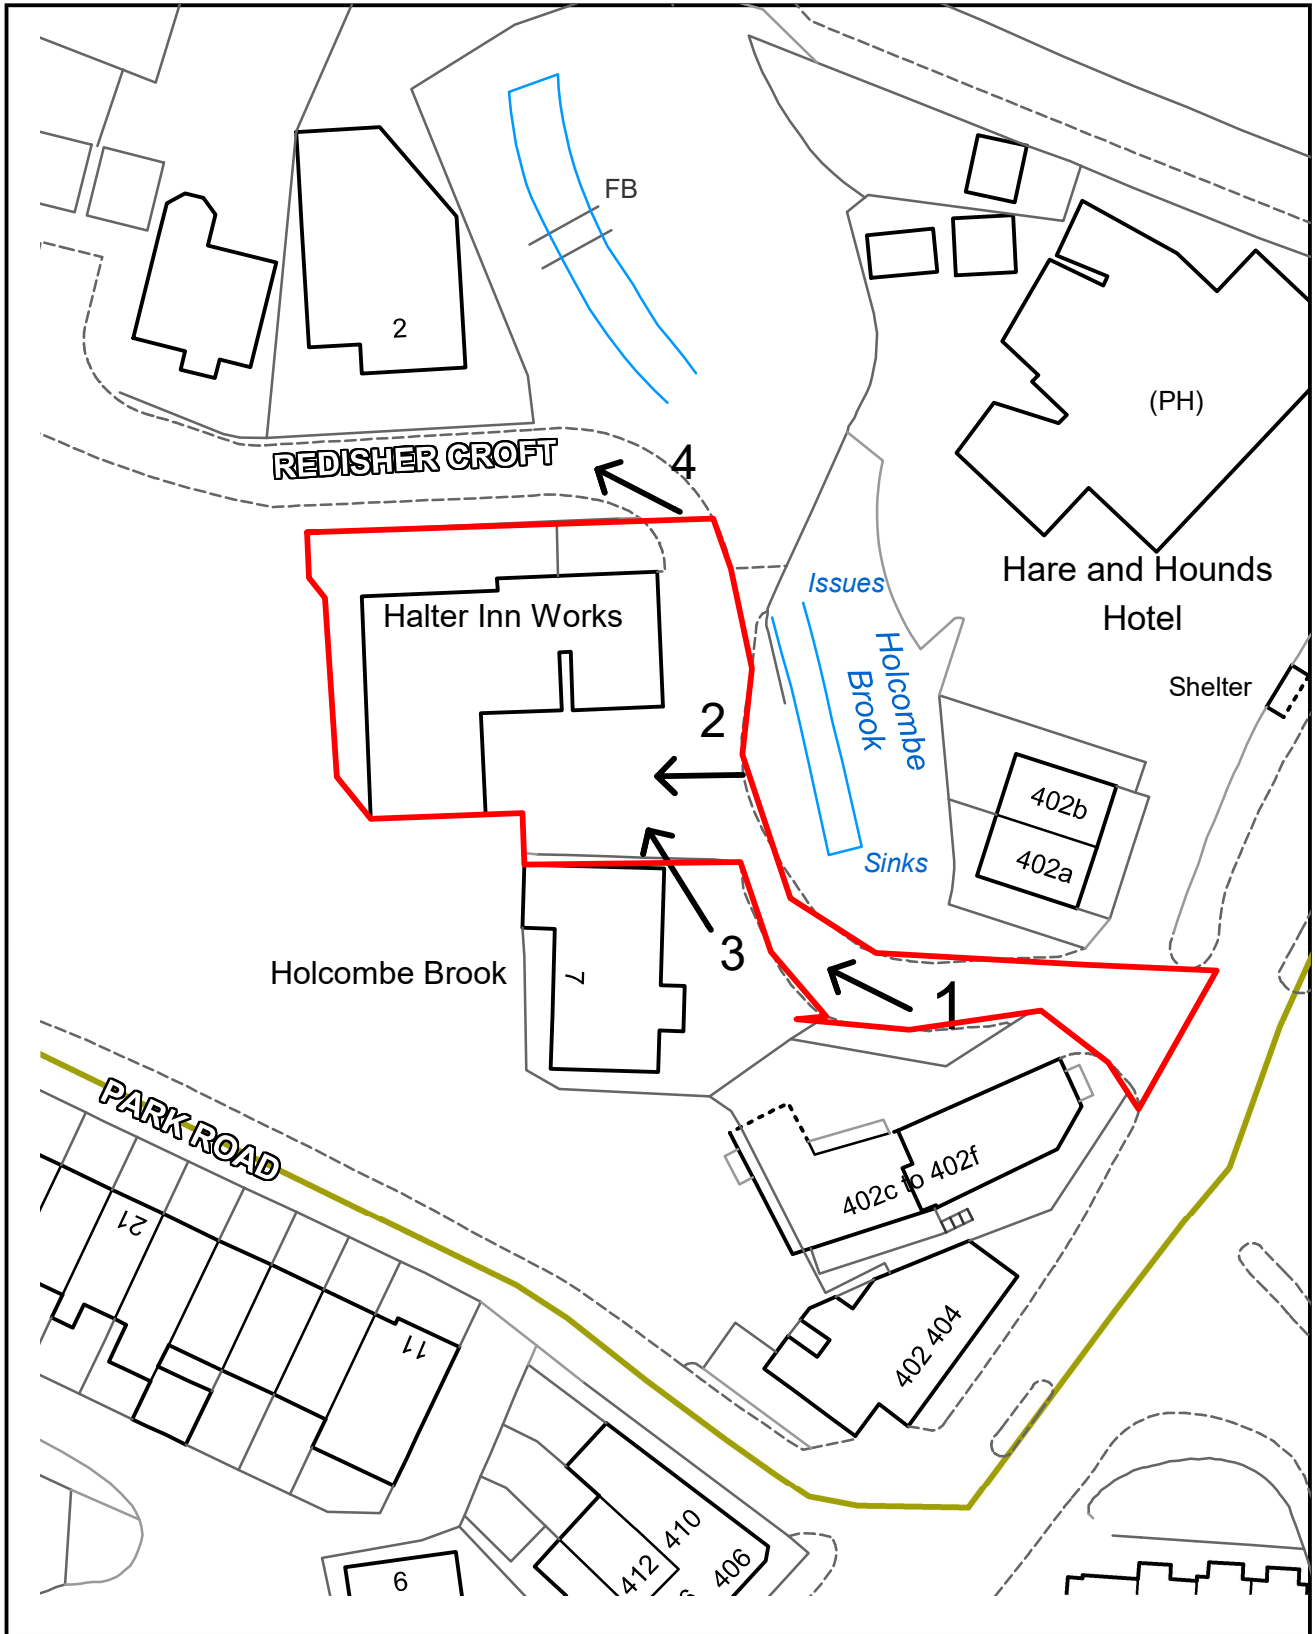 FB
2
(PH)
REDISHER CROFT
4
Hare and Hounds
Hotel
Issues
Halter Inn Works
Holcombe
Brook
Shelter
2
402b
402a
Sinks
3
Holcombe Brook
7
1
PARK ROAD
402c to 402f
21
11
402 404
410
412
406
6